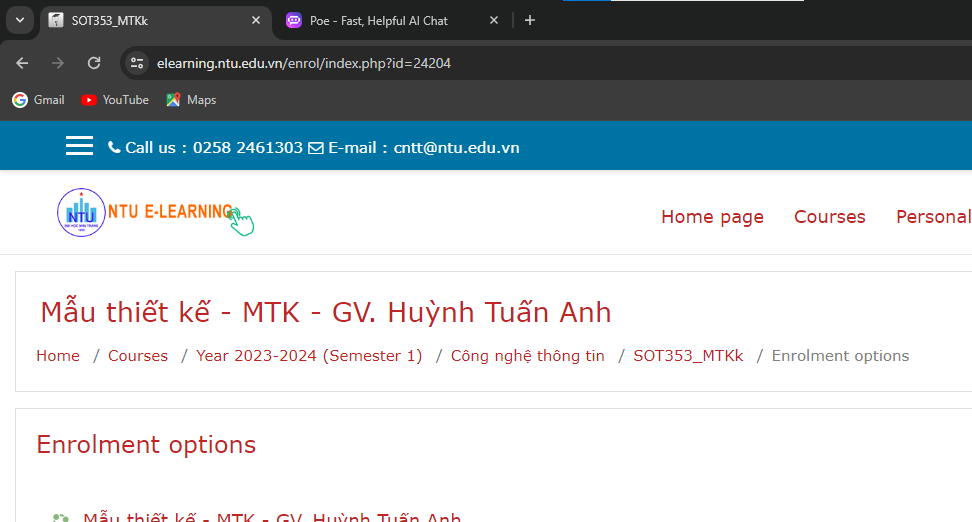 SOT353_MTKk
Poe - Fast, Helpful AI Chat
elearning.ntu.edu.vn/enrol/index.php?id=24204
Gmail YouTube Maps
Call us : 0258 2461303 E-mail : cntt@ntu.edu.vn
NTU
NTU E-LEARNING
Home page Courses Personal
Mẫu thiết kế - MTK - GV. Huỳnh Tuấn Anh
Home / Courses / Year 2023-2024 (Semester 1) / Công nghệ thông tin / SOT353_MTKk / Enrolment options
Enrolment options
Mẫu thiết kế - MTK - GV. Huỳnh Tuấn Anh